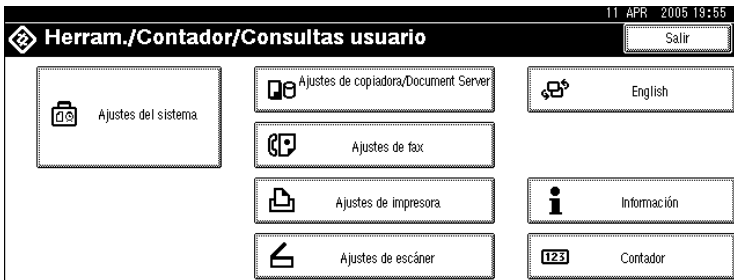 11 APR 2005 19:55
Herram./Contador/Consultas usuario
Salir
Ajustes del sistema
Ajustes de copiadora/Document Server
English
Ajustes de fax
Ajustes de impresora
Información
Ajustes de escáner
123
Contador